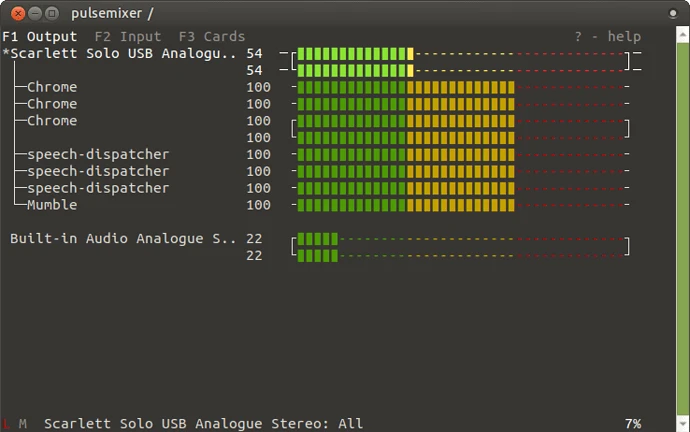 pulsemixer /
F1 Output F2 Input F3 Cards ? - help
*Scarlett Solo USB Analogu.. 54
54
Chrome 100
Chrome 100
Chrome 100
100
speech-dispatcher 100
speech-dispatcher 100
speech-dispatcher 100
Mumble 100
Built-in Audio Analogue S.. 22
22
L M Scarlett Solo USB Analogue Stereo: All 7%